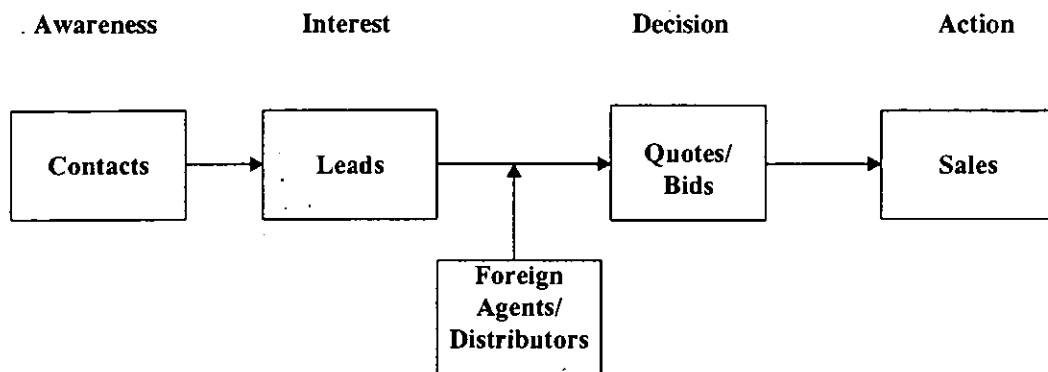 Awareness Interest Decision Action
Contacts
Leads
Quotes/
Bids
Sales
Foreign
Agents/
Distributors